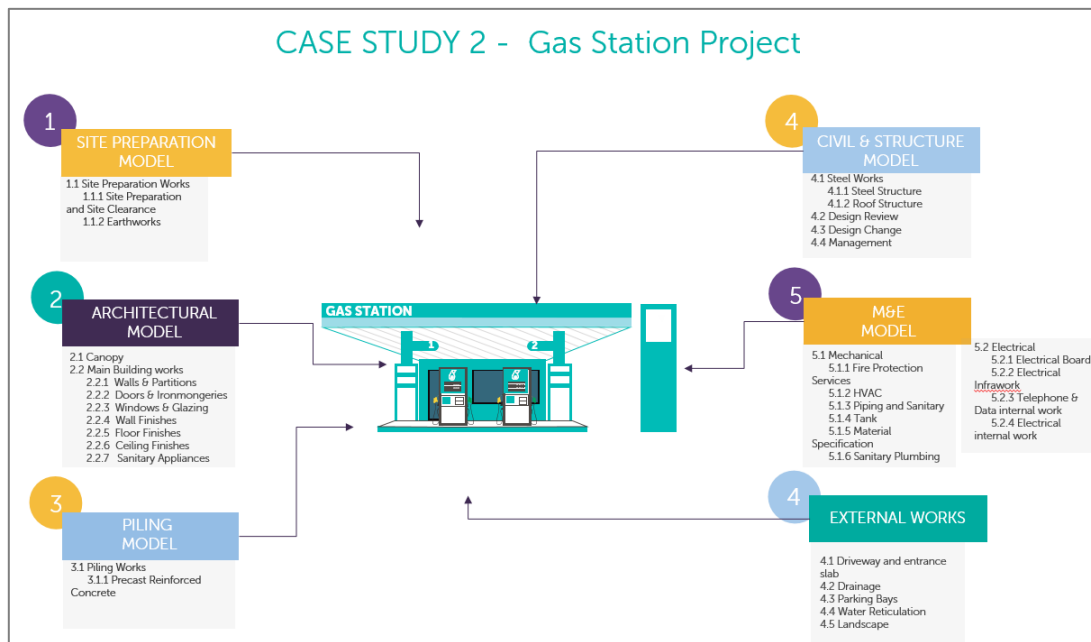 CASE STUDY 2 - Gas Station Project
1
SITE PREPARATION
MODEL
1.1 Site Preparation Works
1.1.1 Site Preparation
and Site Clearance
1.1.2 Earthworks
2
ARCHITECTURAL
MODEL
2.1 Canopy
2.2 Main Building works
2.2.1 Walls & Partitions
2.2.2 Doors & Ironmongeries
2.2.3 Windows & Glazing
2.2.4 Wall Finishes
2.2.5 Floor Finishes
2.2.6 Ceiling Finishes
2.2.7 Sanitary Appliances
3
PILING
MODEL
3.1 Piling Works
3.1.1 Precast Reinforced
Concrete
GAS STATION
1
2
4
CIVIL & STRUCTURE
MODEL
4.1 Steel Works
4.1.1 Steel Structure
4.1.2 Roof Structure
4.2 Design Review
4.3 Design Change
4.4 Management
5
M&E
MODEL
5.1 Mechanical
5.1.1 Fire Protection
Services
5.1.2 HVAC
5.1.3 Piping and Sanitary
5.1.4 Tank
5.1.5 Material
Specification
5.1.6 Sanitary Plumbing
5.2 Electrical
5.2.1 Electrical Board
5.2.2 Electrical
Infrawork
5.2.3 Telephone &
Data internal work
5.2.4 Electrical
internal work
4
EXTERNAL WORKS
4.1 Driveway and entrance
slab
4.2 Drainage
4.3 Parking Bays
4.4 Water Reticulation
4.5 Landscape